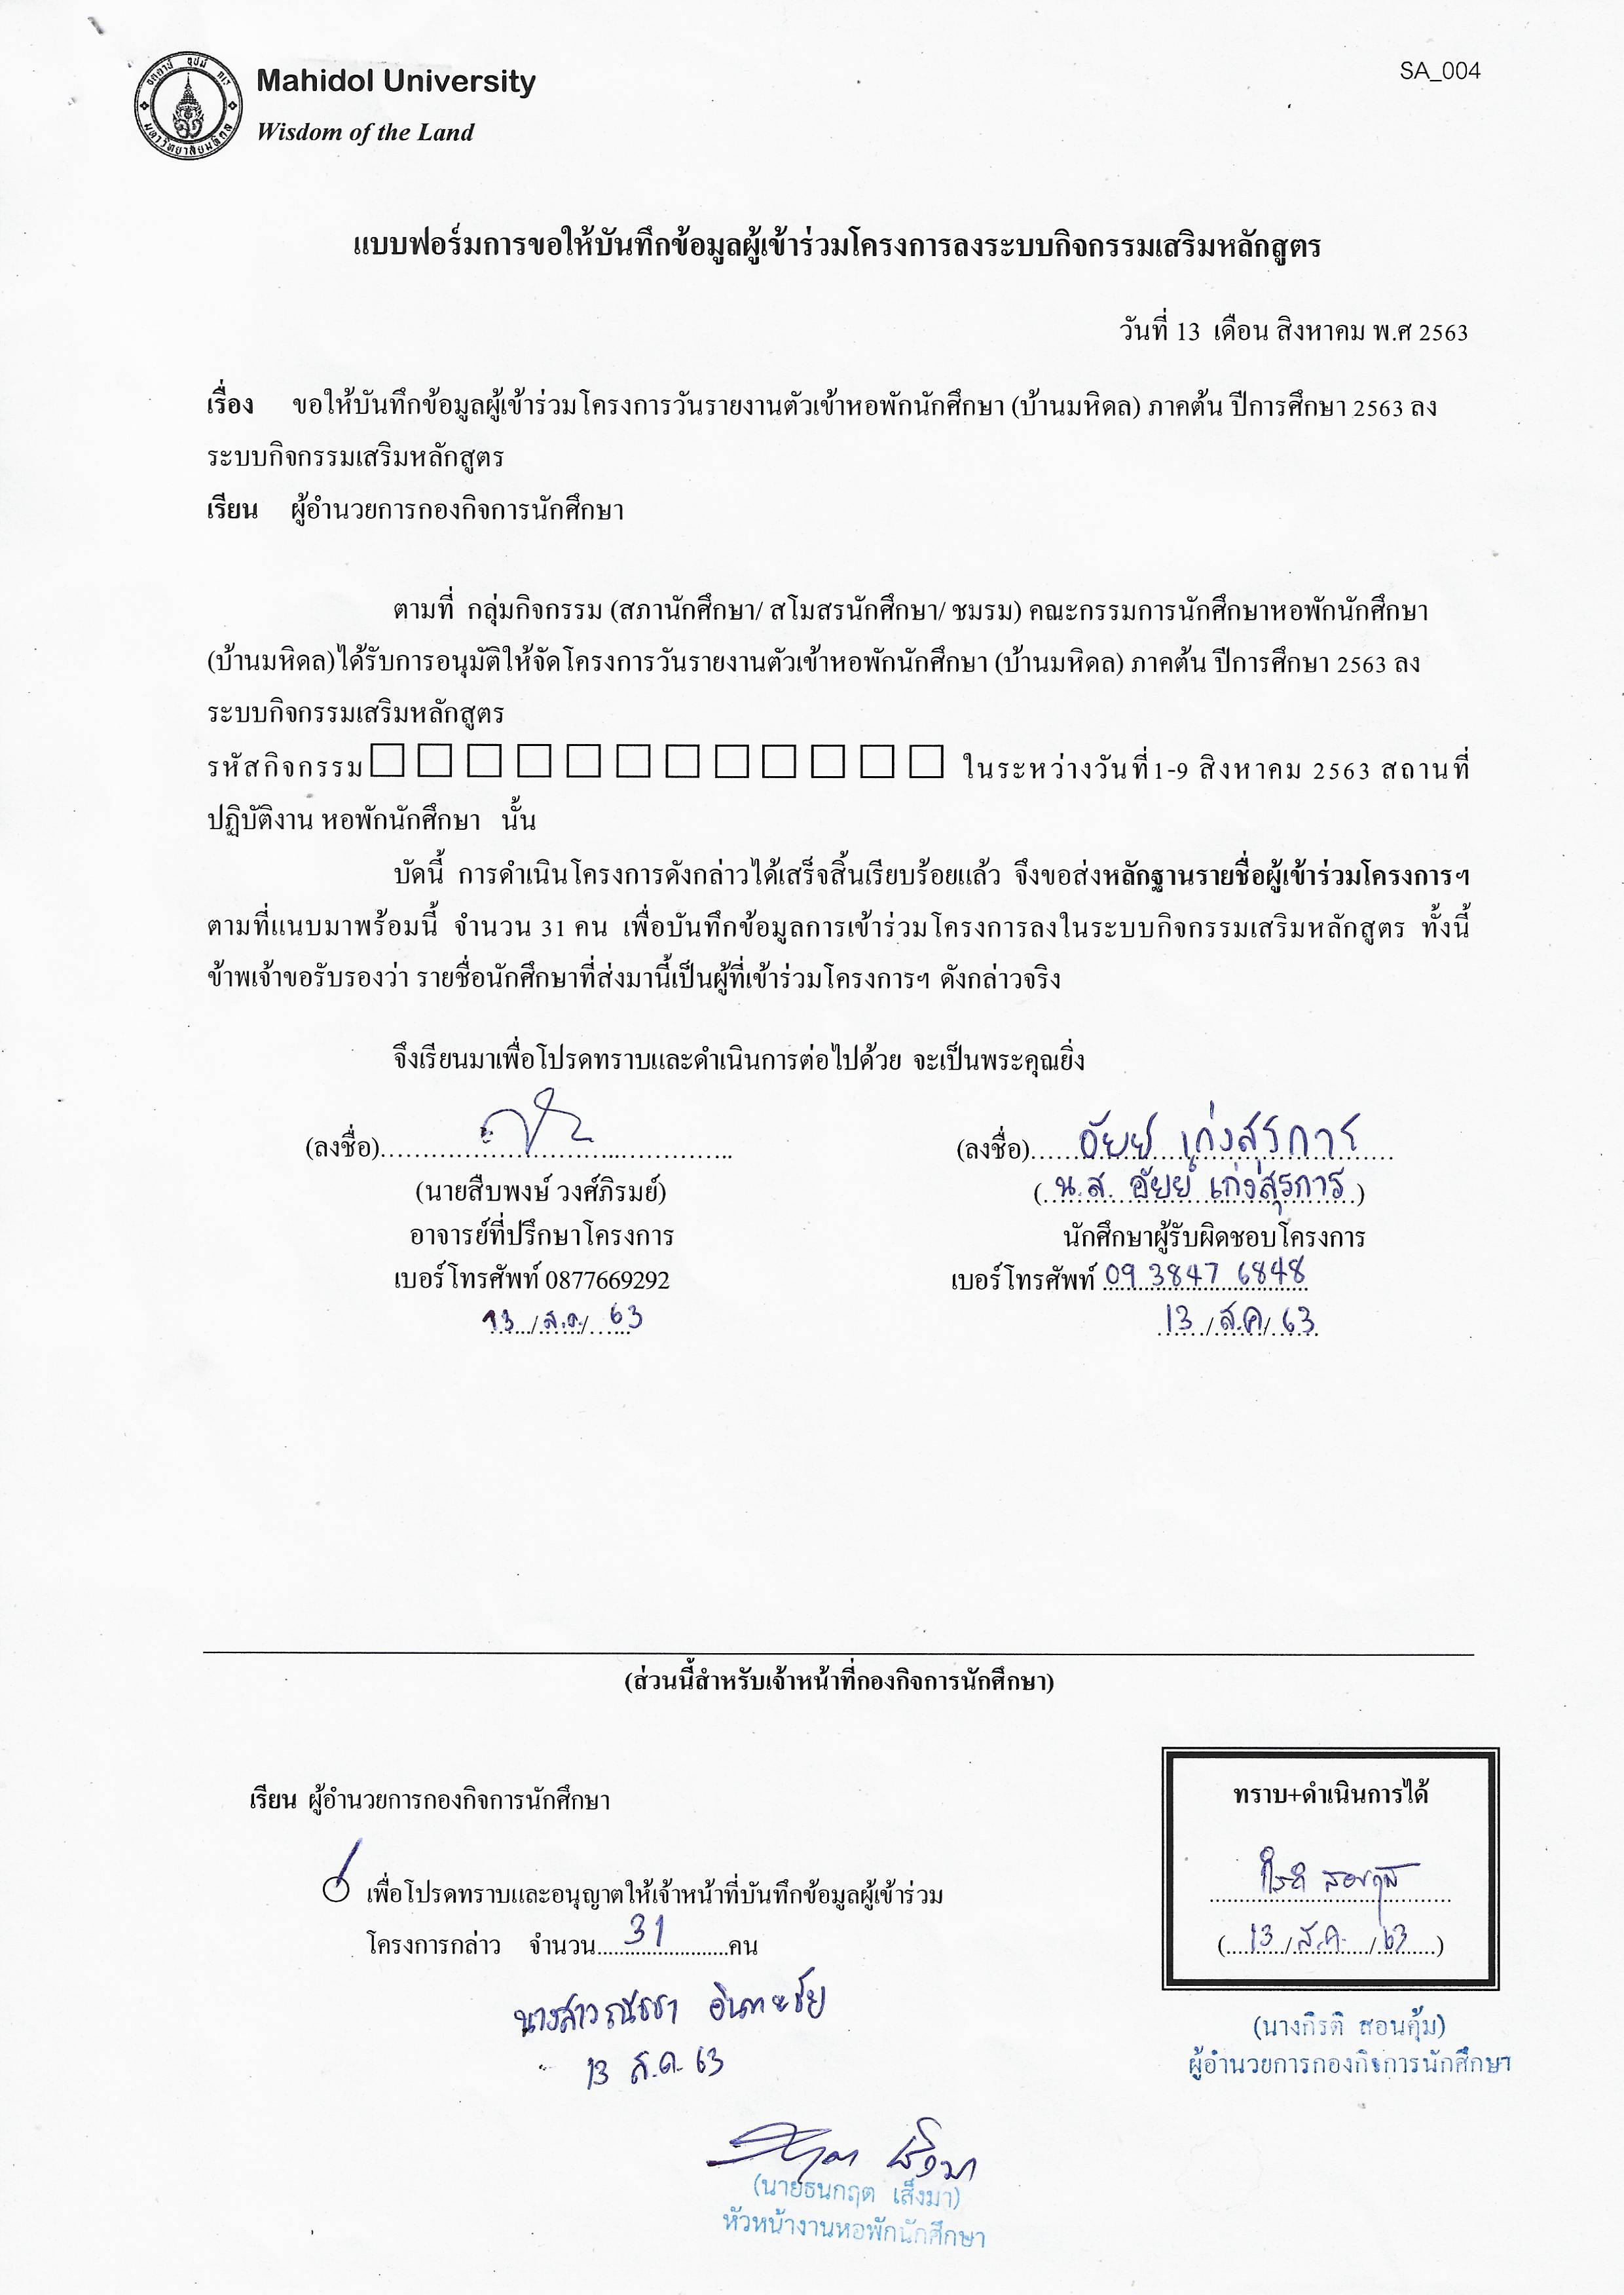 SA_004
Mahidol University
Wisdom of the Land
แบบฟอร์มการขอให้บันทึกข้อมูลผู้เข้าร่วมโครงการลงระบบกิจกรรมเสริมหลักสูตร
วันที่ 13 เดือน สิงหาคม พ.ศ 2563
เรื่อง ขอให้บันทึกข้อมูลผู้เข้าร่วมโครงการวันรายงานตัวเข้าหอพักนักศึกษา (บ้านมหิดล) ภาคต้น ปีการศึกษา 2563 ลง
ระบบกิจกรรมเสริมหลักสูตร
เรียน ผู้อำนวยการกองกิจการนักศึกษา
ตามที่ กลุ่มกิจกรรม (สภานักศึกษา/ สโมสรนักศึกษา/ ชมรม) คณะกรรมการนักศึกษาหอพักนักศึกษา
(บ้านมหิดล)ได้รับการอนุมัติให้จัดโครงการวันรายงานตัวเข้าหอพักนักศึกษา (บ้านมหิดล) ภาคต้น ปีการศึกษา 2563 ลง
ระบบกิจกรรมเสริมหลักสูตร
รหัสกิจกรรม ในระหว่างวันที่ 1-9 สิงหาคม 2563 สถานที่
ปฏิบัติงาน หอพักนักศึกษา นั้น
บัดนี้ การดำเนินโครงการดังกล่าวได้เสร็จสิ้นเรียบร้อยแล้ว จึงขอส่งหลักฐานรายชื่อผู้เข้าร่วมโครงการฯ
ตามที่แนบมาพร้อมนี้ จำนวน 31 คน เพื่อบันทึกข้อมูลการเข้าร่วมโครงการลงในระบบกิจกรรมเสริมหลักสูตร ทั้งนี้
ข้าพเจ้าขอรับรองว่า รายชื่อนักศึกษาที่ส่งมานี้เป็นผู้ที่เข้าร่วมโครงการฯ ดังกล่าวจริง
จึงเรียนมาเพื่อโปรดทราบและดำเนินการต่อไปด้วย จะเป็นพระคุณยิ่ง
(ลงชื่อ)................................................
(ลงชื่อ) อัยย์ เก่งสุรการ
(นายสืบพงษ์ วงศ์ภิรมย์)
(น.ส. อัยย์ เก่งสุรการ)
อาจารย์ที่ปรึกษาโครงการ
นักศึกษาผู้รับผิดชอบโครงการ
เบอร์โทรศัพท์ 0877669292
เบอร์โทรศัพท์ 09 3847 6848
13 / ส.ค. / 63
13 / ส.ค / 63
(ส่วนนี้สำหรับเจ้าหน้าที่กองกิจการนักศึกษา)
เรียน ผู้อำนวยการกองกิจการนักศึกษา
เพื่อโปรดทราบและอนุญาตให้เจ้าหน้าที่บันทึกข้อมูลผู้เข้าร่วม
โครงการกล่าว จำนวน 31 คน
นางสาวณัธชา อินทะชัย
13 ส.ค. 63
ทราบ+ดำเนินการได้
(13 / ส.ค. / 63)
(นางกิรติ สอนคุ้ม)
ผู้อำนวยการกองกิจการนักศึกษา
(นายธนกฤต เส็งมา)
หัวหน้างานหอพักนักศึกษา